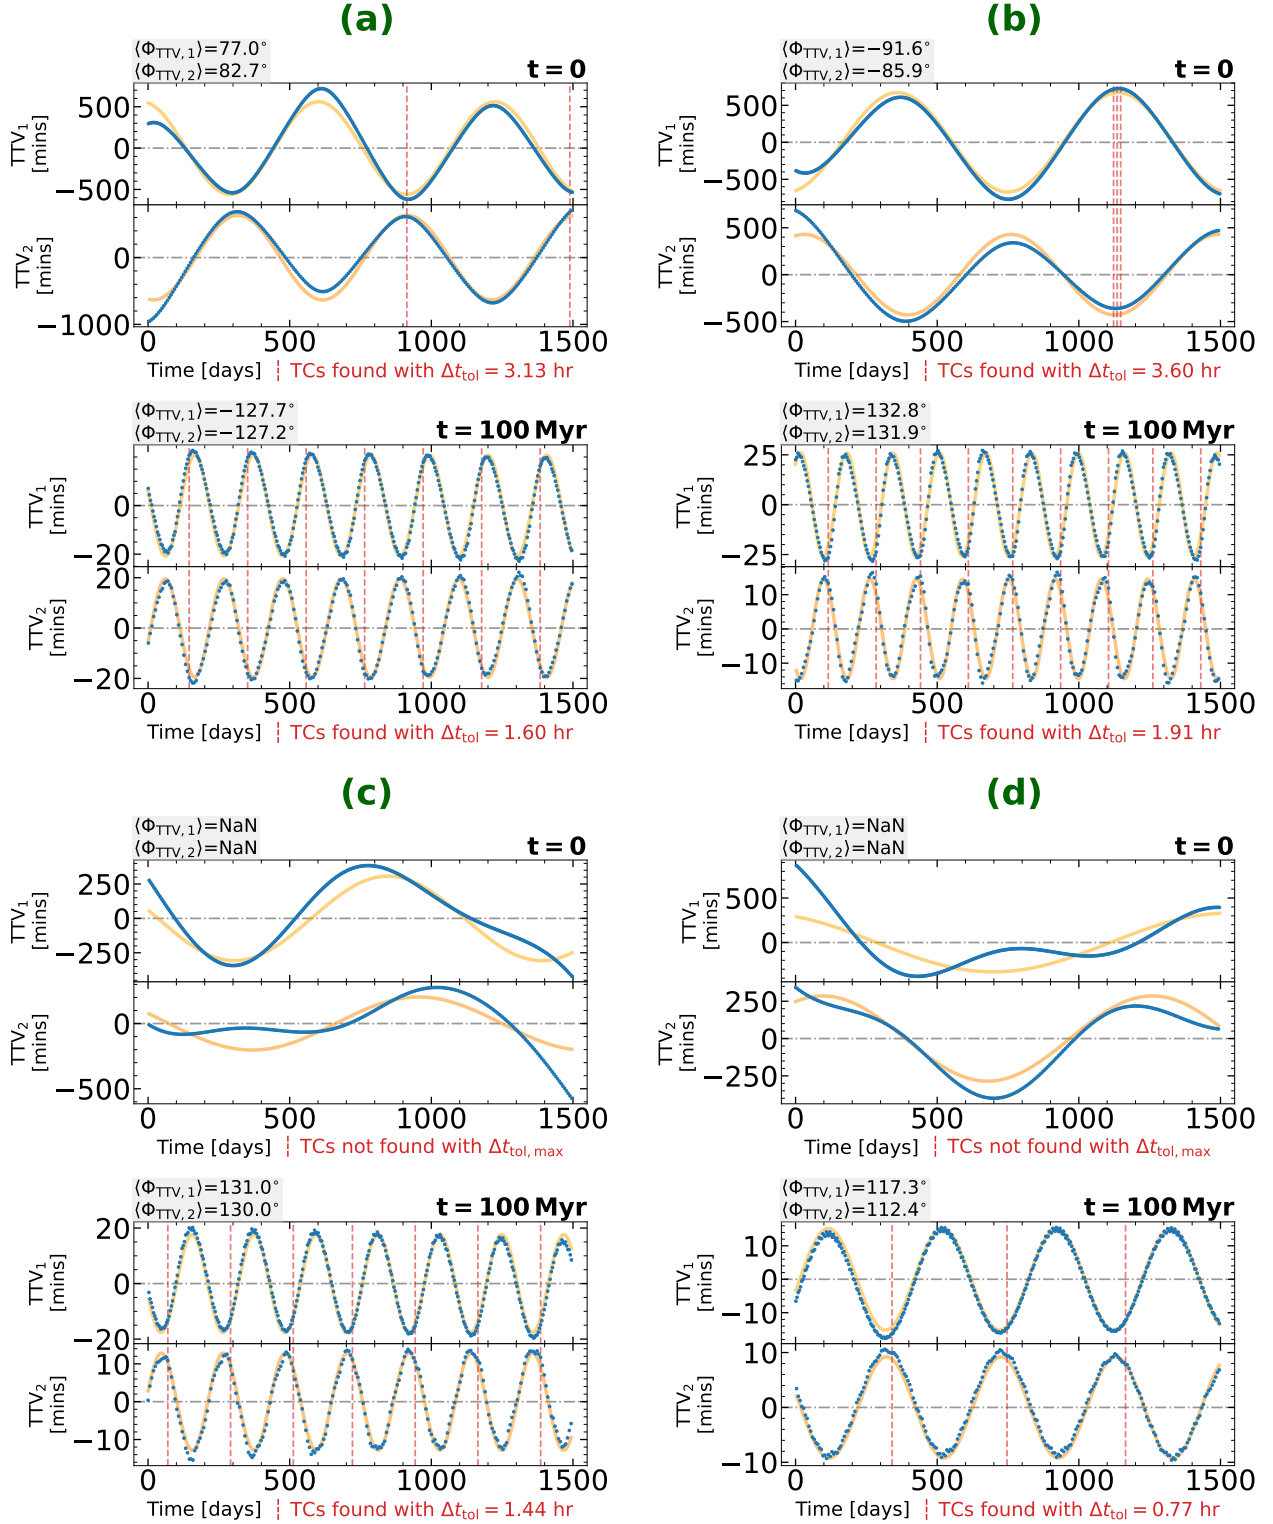 (a)
⟨Φ_TTV,1⟩=77.0°
⟨Φ_TTV,2⟩=82.7°
t = 0
TTV₁
[mins]
500
0
−500
TTV₂
[mins]
0
−1000
0 500 1000 1500
Time [days] ¦ TCs found with Δt_tol = 3.13 hr
⟨Φ_TTV,1⟩=−127.7°
⟨Φ_TTV,2⟩=−127.2°
t = 100 Myr
TTV₁
[mins]
0
−20
TTV₂
[mins]
20
0
−20
0 500 1000 1500
Time [days] ¦ TCs found with Δt_tol = 1.60 hr
(b)
⟨Φ_TTV,1⟩=−91.6°
⟨Φ_TTV,2⟩=−85.9°
t = 0
TTV₁
[mins]
500
0
−500
TTV₂
[mins]
500
0
−500
0 500 1000 1500
Time [days] ¦ TCs found with Δt_tol = 3.60 hr
⟨Φ_TTV,1⟩=132.8°
⟨Φ_TTV,2⟩=131.9°
t = 100 Myr
TTV₁
[mins]
25
0
−25
TTV₂
[mins]
10
0
−10
0 500 1000 1500
Time [days] ¦ TCs found with Δt_tol = 1.91 hr
(c)
⟨Φ_TTV,1⟩=NaN
⟨Φ_TTV,2⟩=NaN
t = 0
TTV₁
[mins]
250
0
−250
TTV₂
[mins]
0
−500
0 500 1000 1500
Time [days] ¦ TCs not found with Δt_tol,max
⟨Φ_TTV,1⟩=131.0°
⟨Φ_TTV,2⟩=130.0°
t = 100 Myr
TTV₁
[mins]
20
0
−20
TTV₂
[mins]
10
0
−10
0 500 1000 1500
Time [days] ¦ TCs found with Δt_tol = 1.44 hr
(d)
⟨Φ_TTV,1⟩=NaN
⟨Φ_TTV,2⟩=NaN
t = 0
TTV₁
[mins]
500
0
TTV₂
[mins]
250
0
−250
0 500 1000 1500
Time [days] ¦ TCs not found with Δt_tol,max
⟨Φ_TTV,1⟩=117.3°
⟨Φ_TTV,2⟩=112.4°
t = 100 Myr
TTV₁
[mins]
10
0
−10
TTV₂
[mins]
10
0
−10
0 500 1000 1500
Time [days] ¦ TCs found with Δt_tol = 0.77 hr